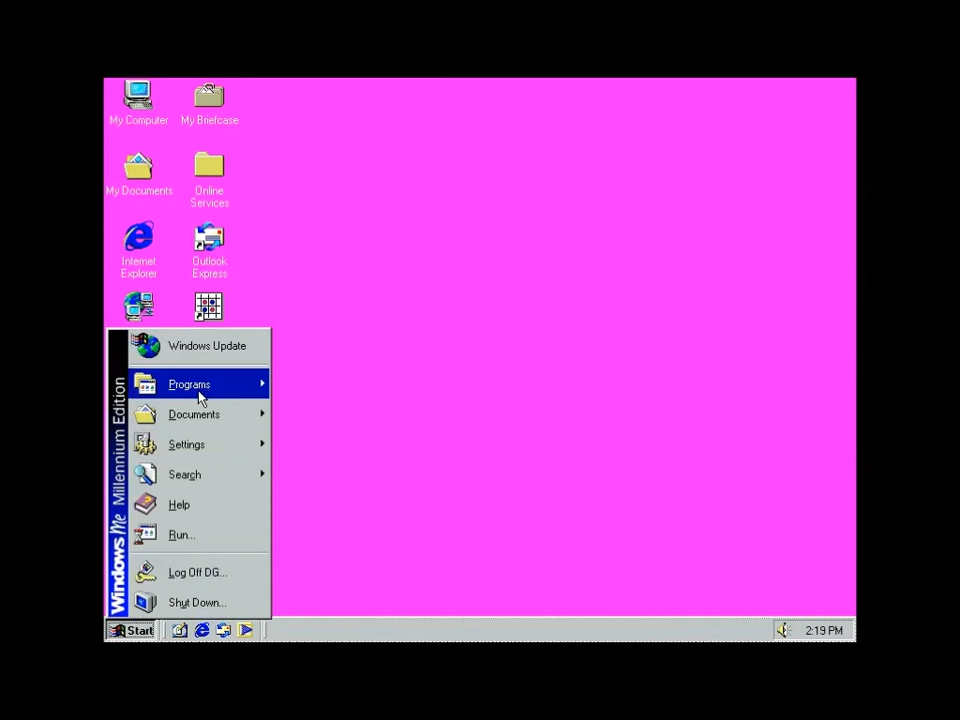 My Computer
My Briefcase
My Documents
Online
Services
Internet
Explorer
Outlook
Express
Windows Update
Programs
Documents
Settings
Search
Help
Run...
Log Off DG...
Shut Down...
Windows Me Millennium Edition
Start
2:19 PM